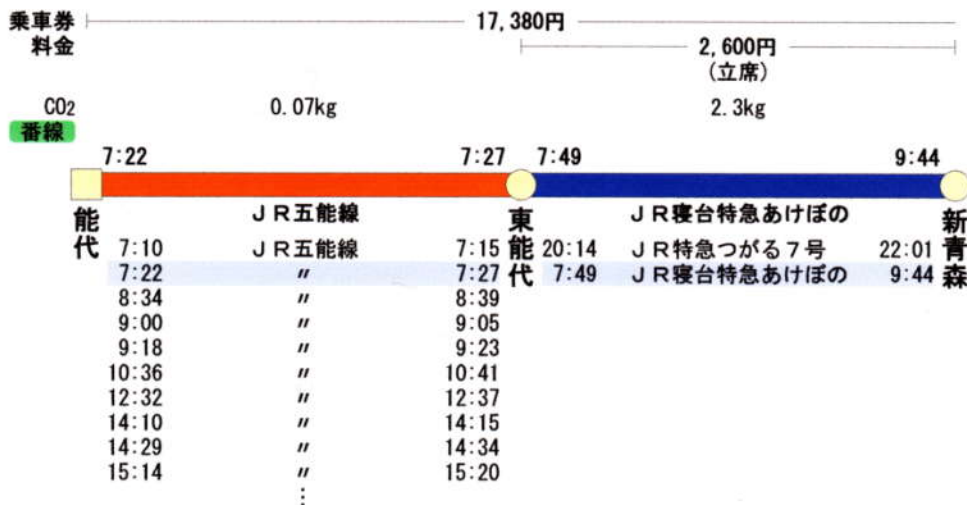 乗車券 17,380円
料金 2,600円
(立席)
CO2 0.07kg 2.3kg
番線
7:22 7:27 7:49 9:44
能代 JR五能線 東能代 JR寝台特急あけぼの 新青森
7:10 JR五能線 7:15 20:14 JR特急つがる7号 22:01
7:22 〃 7:27 7:49 JR寝台特急あけぼの 9:44
8:34 〃 8:39
9:00 〃 9:05
9:18 〃 9:23
10:36 〃 10:41
12:32 〃 12:37
14:10 〃 14:15
14:29 〃 14:34
15:14 〃 15:20
⋮